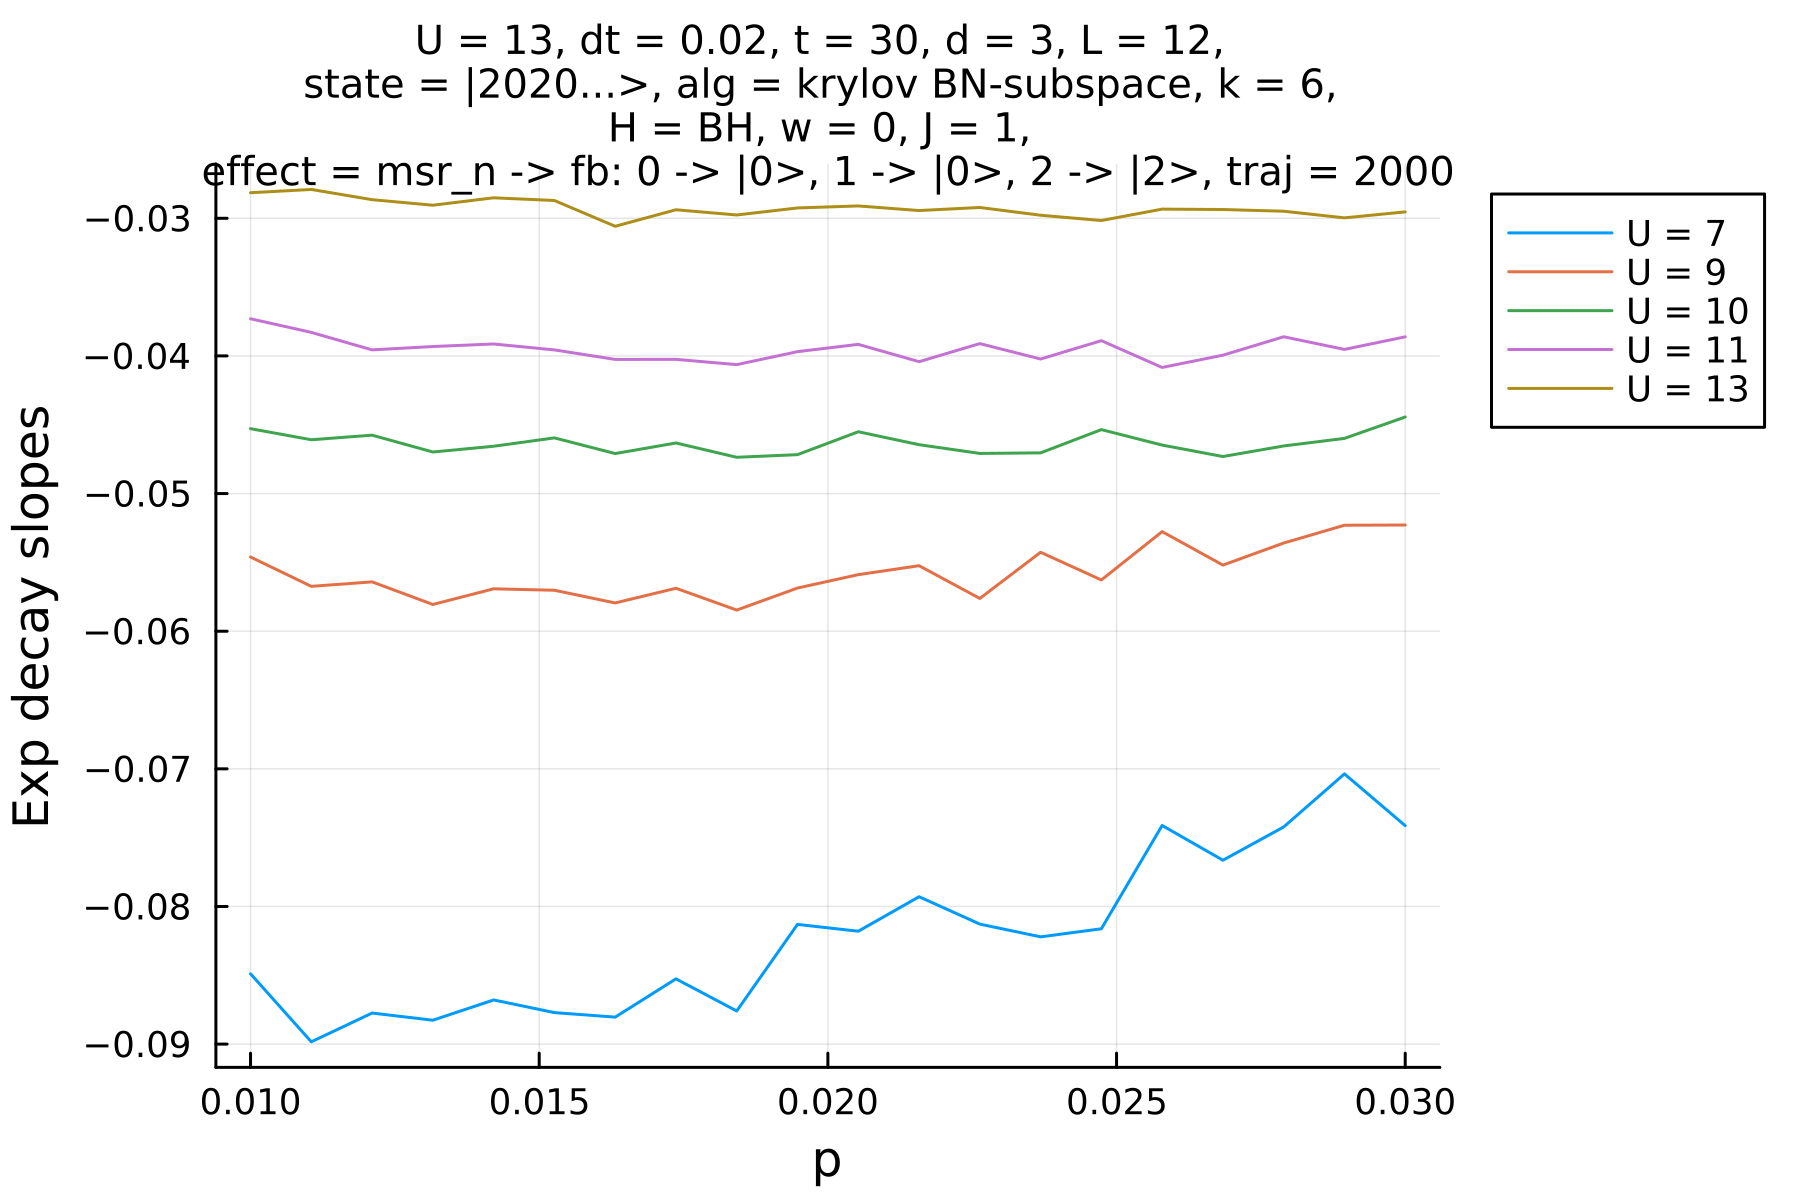 U = 13, dt = 0.02, t = 30, d = 3, L = 12,
state = |2020...>, alg = krylov BN-subspace, k = 6,
H = BH, w = 0, J = 1,
effect = msr_n -> fb: 0 -> |0>, 1 -> |0>, 2 -> |2>, traj = 2000
Exp decay slopes
−0.03
−0.04
−0.05
−0.06
−0.07
−0.08
−0.09
0.010 0.015 0.020 0.025 0.030
p
U = 7
U = 9
U = 10
U = 11
U = 13